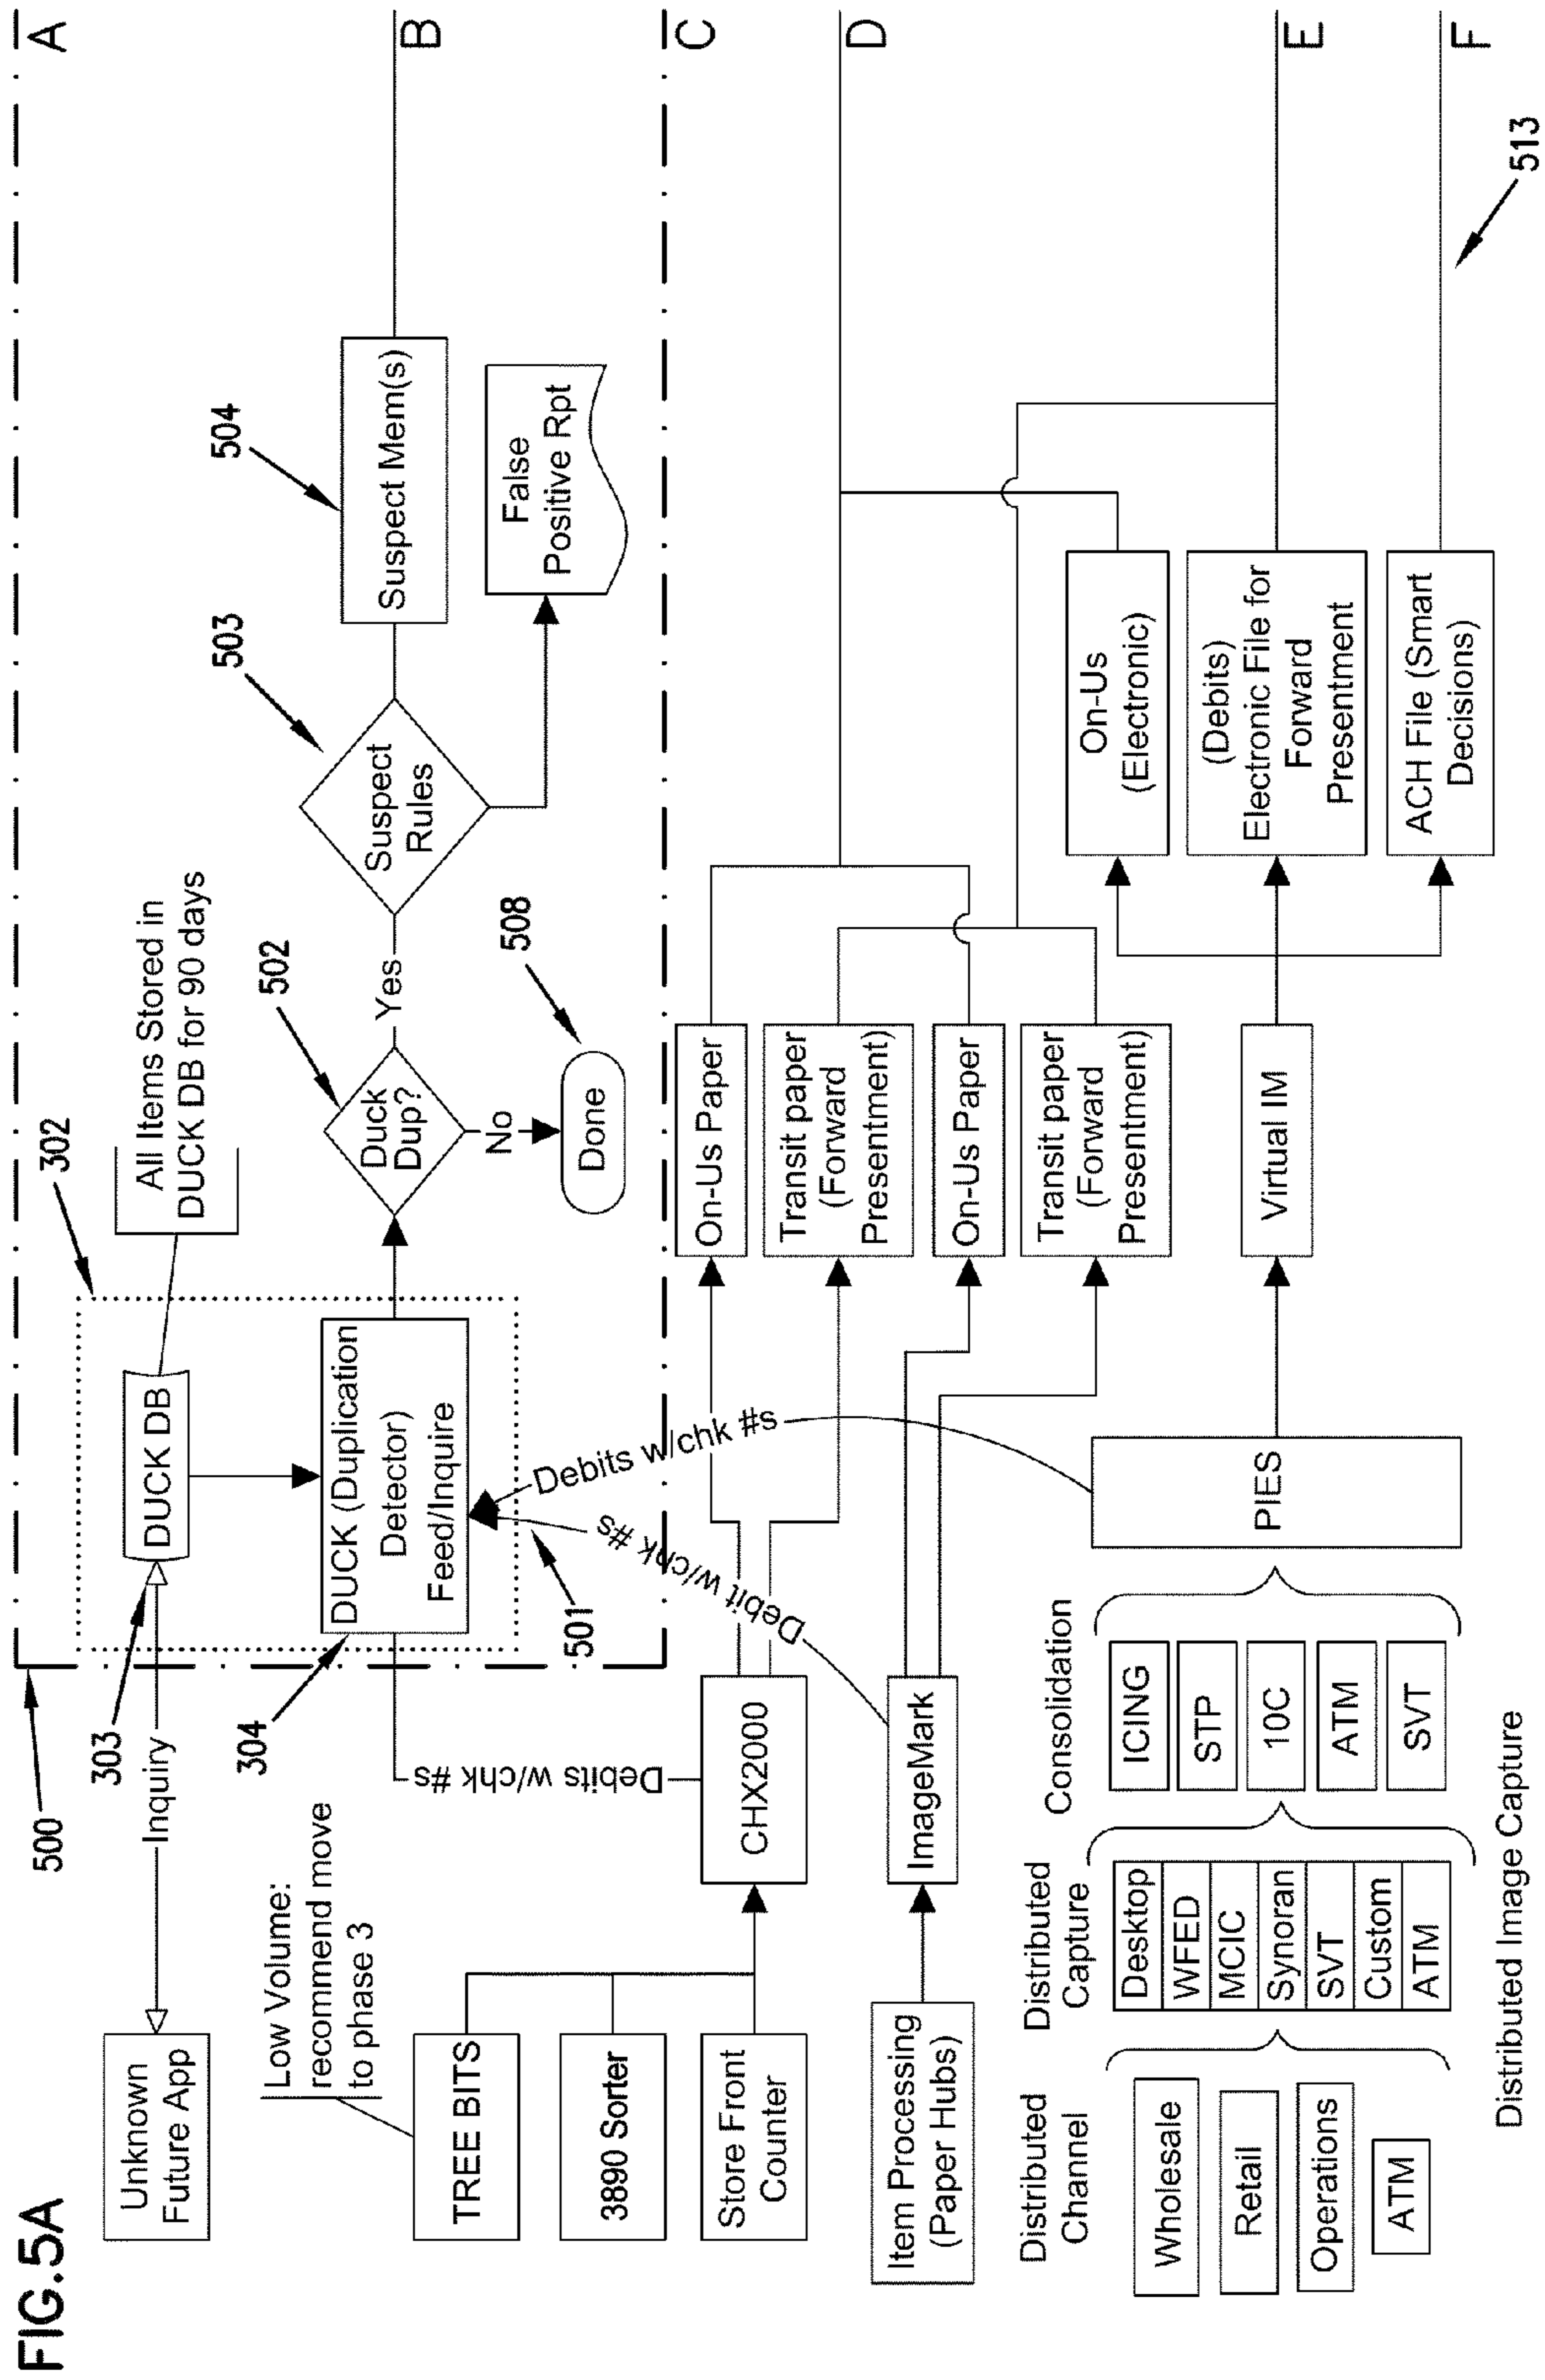 FIG.5A
500
A
Unknown
Future App
Inquiry
303
DUCK DB
302
All Items Stored in
DUCK DB for 90 days
Low Volume:
recommend move
to phase 3
304
DUCK (Duplication
Detector)
Feed/Inquire
501
502
Duck
Dup?
Yes
No
Done
508
503
Suspect
Rules
504
Suspect Mem(s)
B
False
Positive Rpt
TREE BITS
3890 Sorter
Store Front
Counter
Debits w/chk #s
CHX2000
C
On-Us Paper
Transit paper
(Forward
Presentment)
D
Item Processing
(Paper Hubs)
ImageMark
Debit w/chk #s
Debits w/chk #s
On-Us Paper
Transit paper
(Forward
Presentment)
Distributed
Channel
Wholesale
Retail
Operations
ATM
Distributed
Capture
Desktop
WFED
MCIC
Synoran
SVT
Custom
ATM
Consolidation
ICING
STP
10C
ATM
SVT
PIES
Virtual IM
On-Us
(Electronic)
(Debits)
Electronic File for
Forward
Presentment
E
ACH File (Smart
Decisions)
F
513
Distributed Image Capture